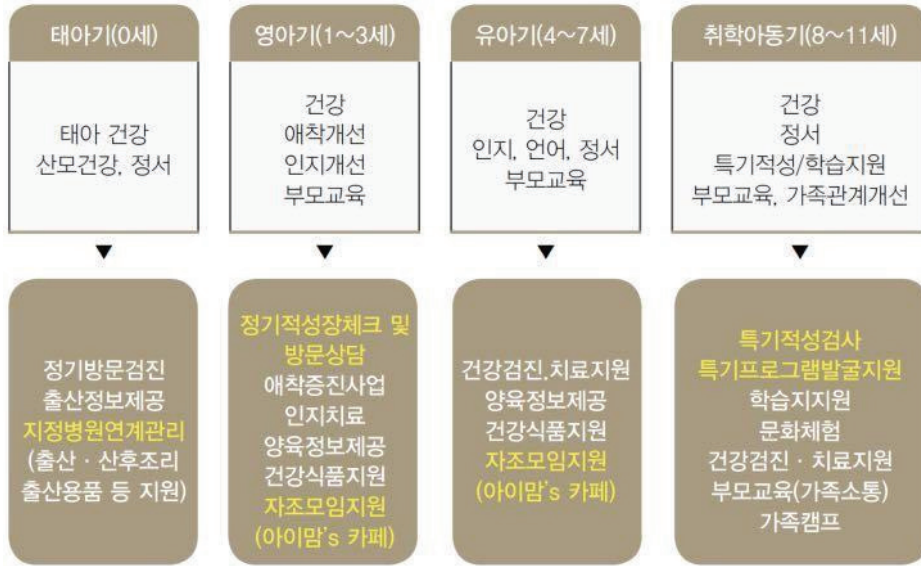 태아기(0세)
태아 건강
산모건강, 정서
▼
정기방문검진
출산정보제공
지정병원연계관리
(출산 · 산후조리
출산용품 등 지원)
영아기(1~3세)
건강
애착개선
인지개선
부모교육
▼
정기적성장체크 및
방문상담
애착증진사업
인지치료
양육정보제공
건강식품지원
자조모임지원
(아이맘's 카페)
유아기(4~7세)
건강
인지, 언어, 정서
부모교육
▼
건강검진.치료지원
양육정보제공
건강식품지원
자조모임지원
(아이맘's 카페)
취학아동기(8~11세)
건강
정서
특기적성/학습지원
부모교육, 가족관계개선
▼
특기적성검사
특기프로그램발굴지원
학습지지원
문화체험
건강검진 · 치료지원
부모교육(가족소통)
가족캠프